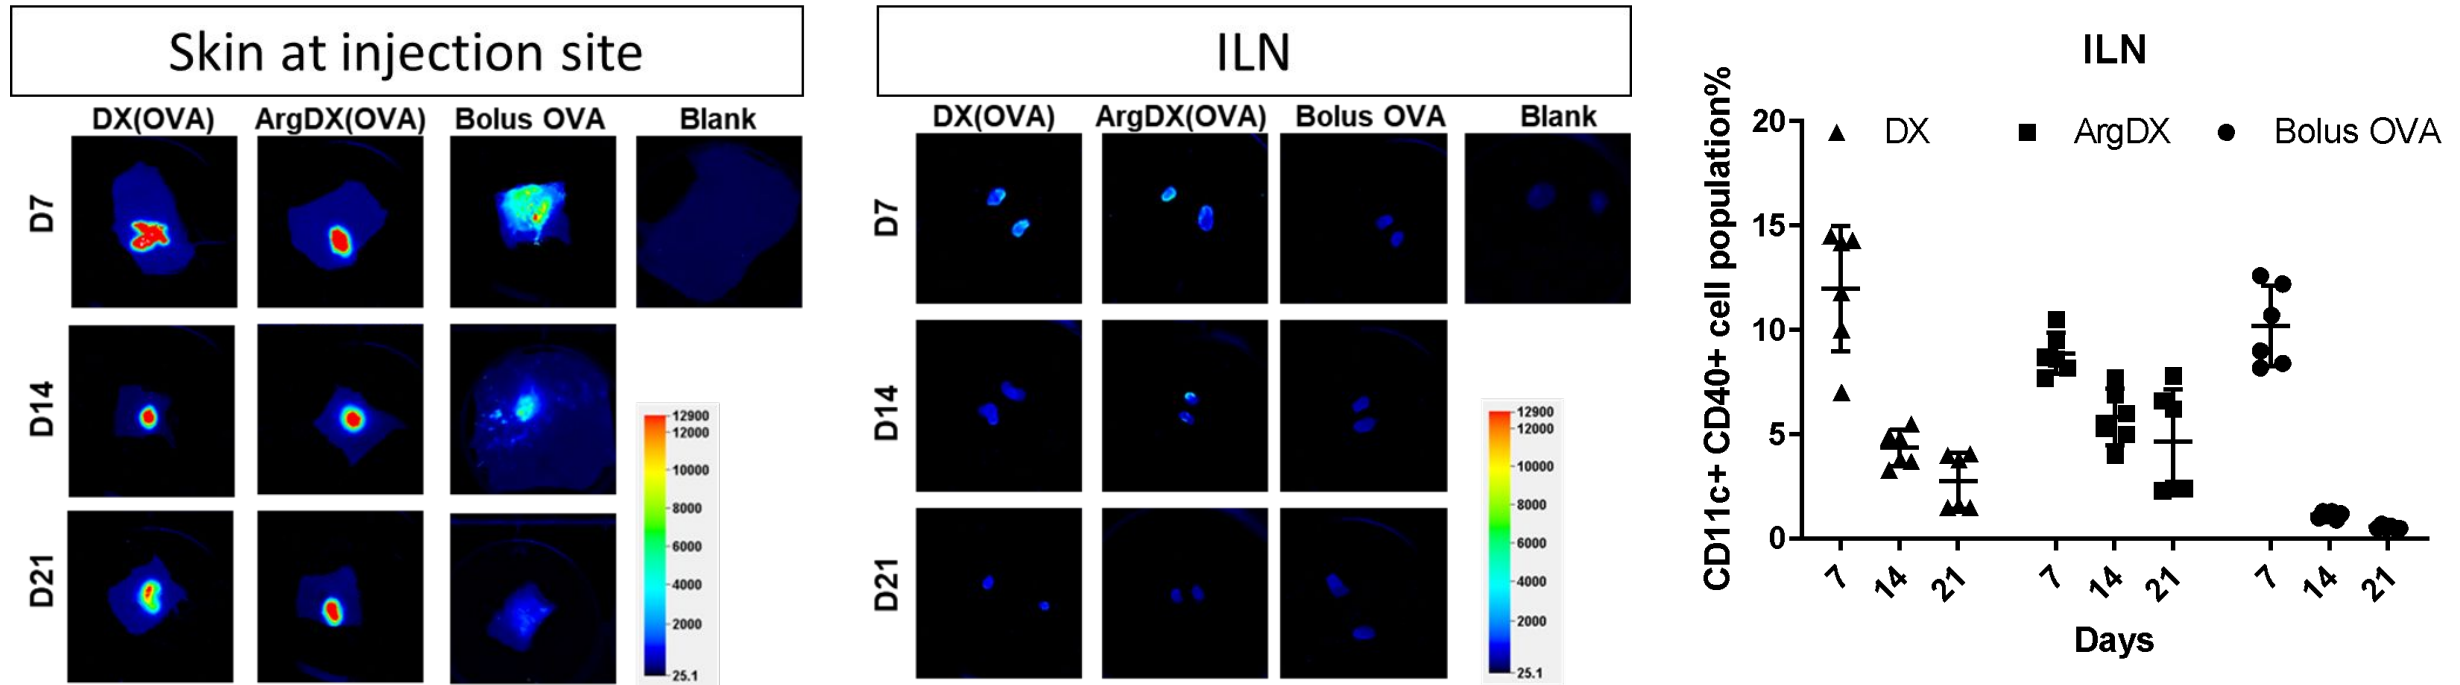 Skin at injection site
DX(OVA) ArgDX(OVA) Bolus OVA Blank
D7
D14
D21
12900
12000
10000
8000
6000
4000
2000
25.1
ILN
DX(OVA) ArgDX(OVA) Bolus OVA Blank
D7
D14
D21
12900
12000
10000
8000
6000
4000
2000
25.1
ILN
CD11c+ CD40+ cell population%
20
15
10
5
0
DX ArgDX Bolus OVA
7 14 21 7 14 21 7 14 21
Days